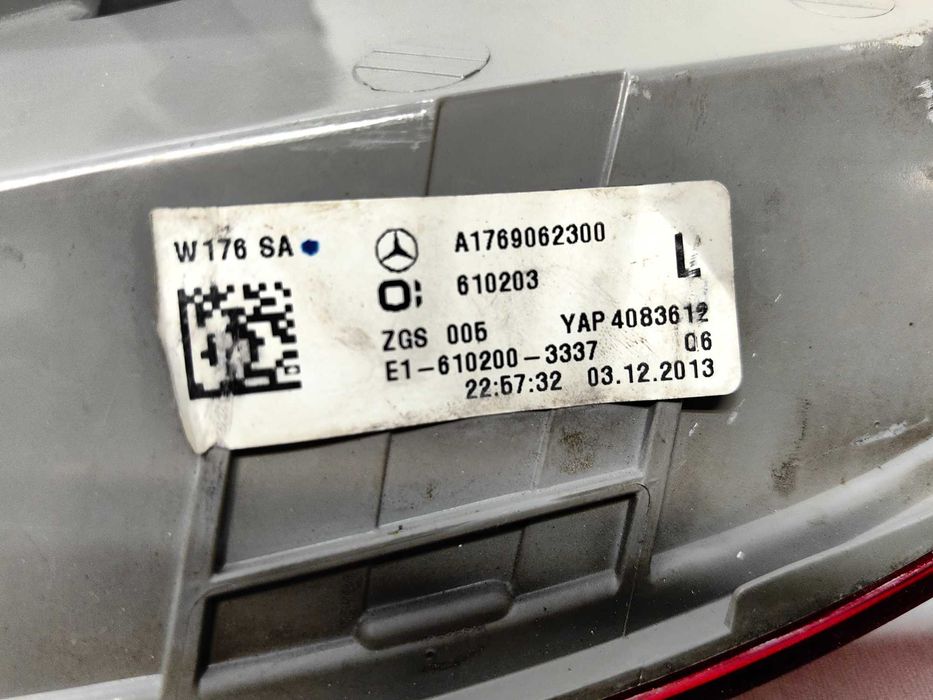 W176 SA
A1769062300
L
610203
ZGS 005 YAP 4083612
E1-610200-3337 06
22:57:32 03.12.2013